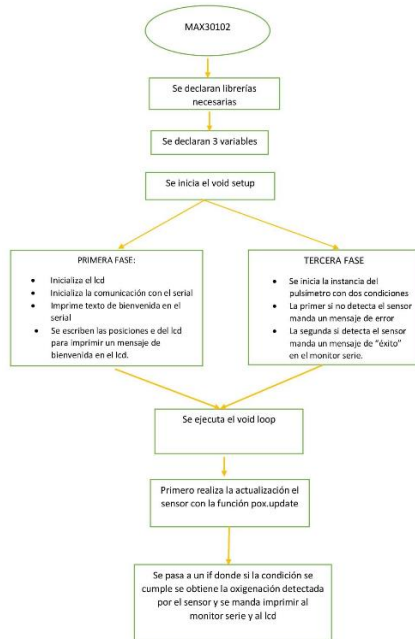 MAX30102
Se declaran librerías
necesarias
Se declaran 3 variables
Se inicia el void setup
PRIMERA FASE:
• Inicializa el lcd
• Inicializa la comunicación con el serial
• Imprime texto de bienvenida en el
serial
• Se escriben las posiciones e del lcd
para imprimir un mensaje de
bienvenida en el lcd.
TERCERA FASE
• Se inicia la instancia del
pulsímetro con dos condiciones
• La primer si no detecta el sensor
manda un mensaje de error
• La segunda si detecta el sensor
manda un mensaje de “éxito”
en el monitor serie.
Se ejecuta el void loop
Primero realiza la actualización el
sensor con la función pox.update
Se pasa a un if donde si la condición se
cumple se obtiene la oxigenación detectada
por el sensor y se manda imprimir al
monitor serie y al lcd